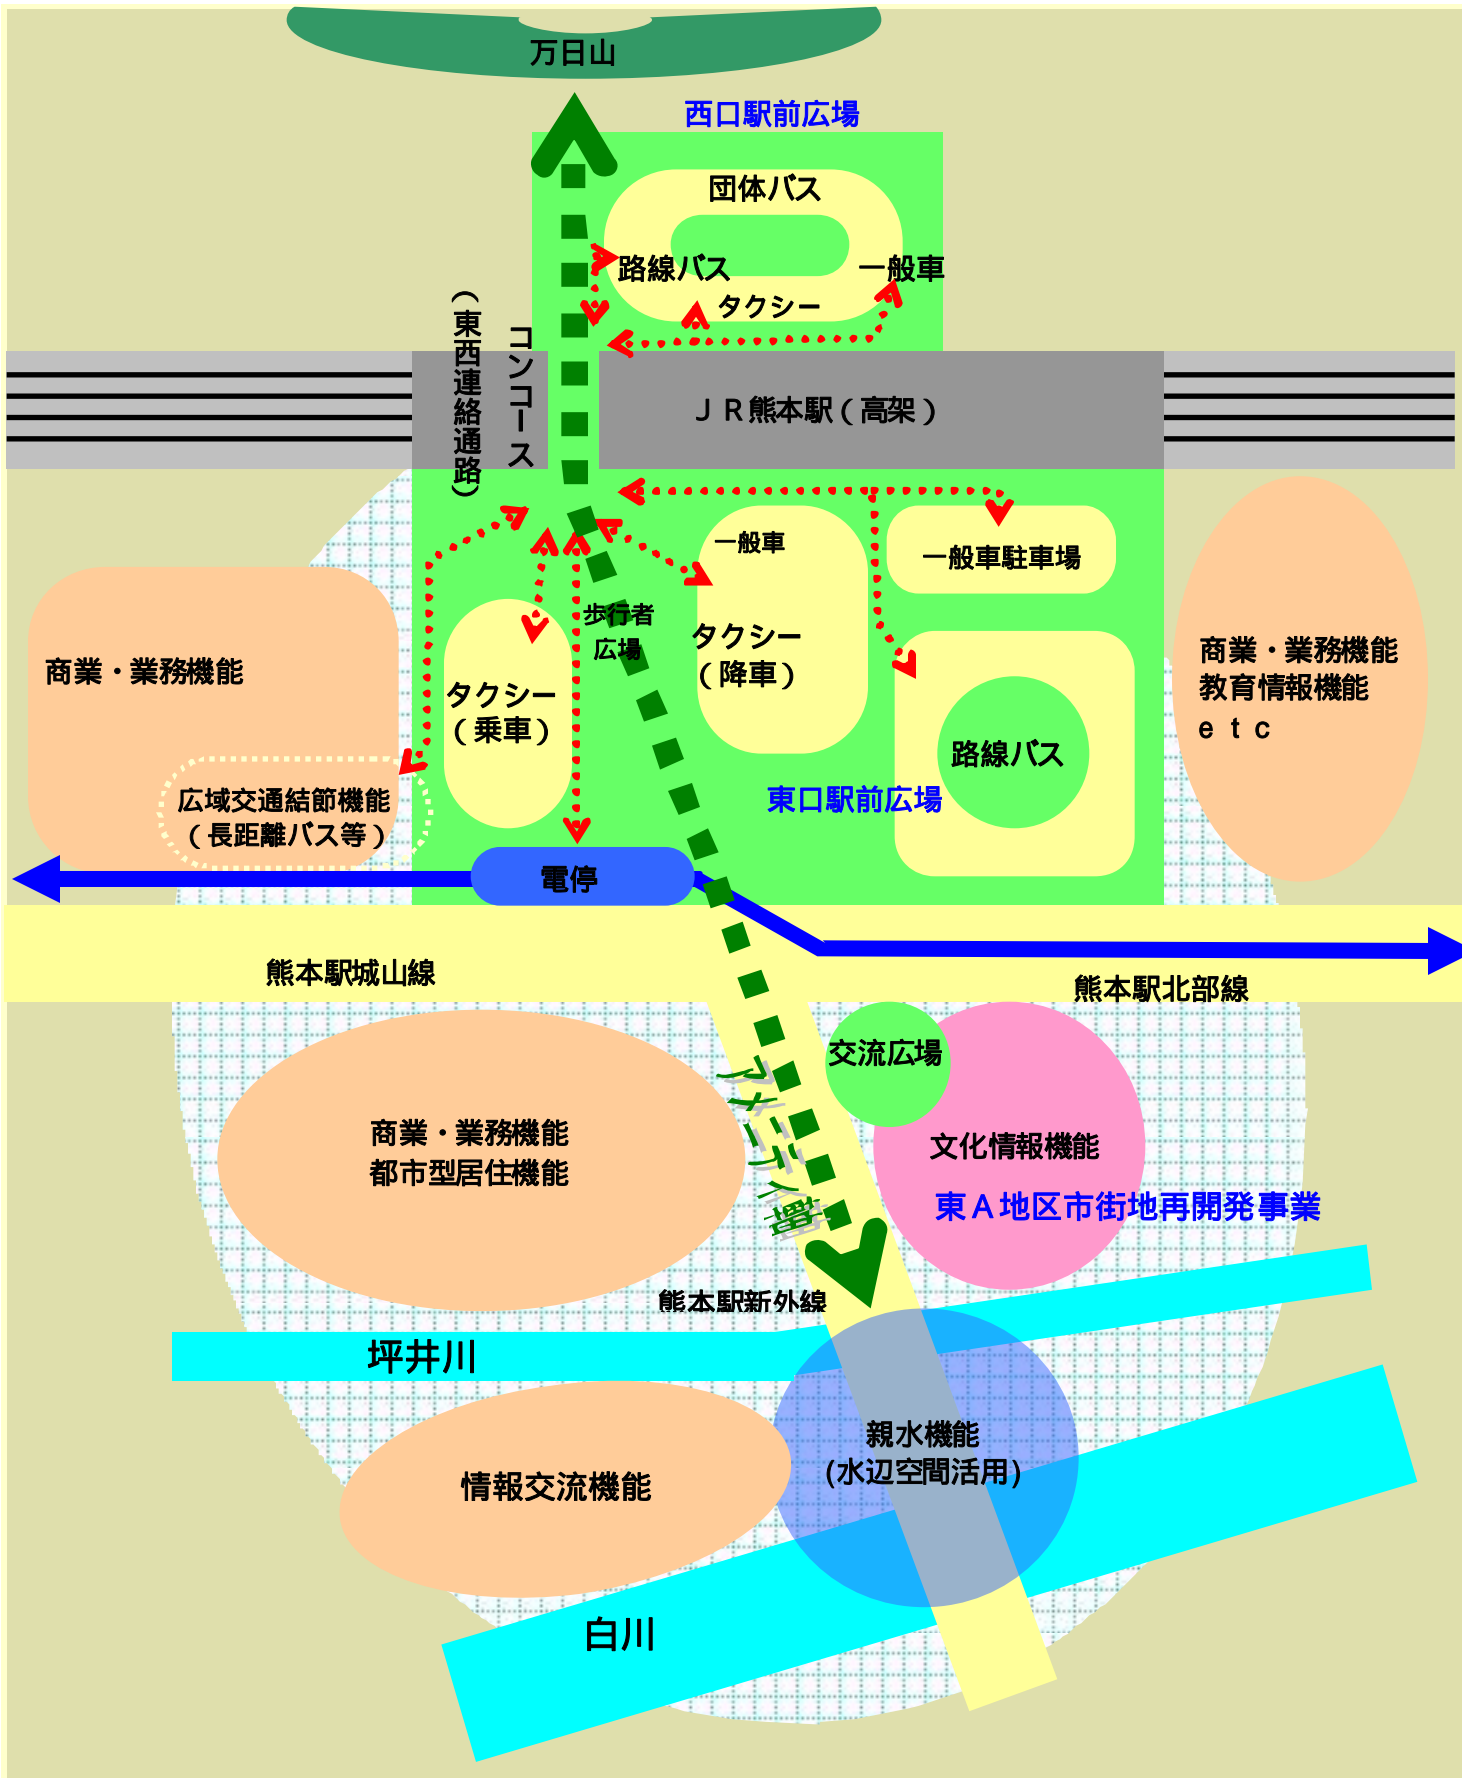 万日山
西口駅前広場
団体バス
路線バス
一般車
タクシー
（東西連絡通路）
コンコース
ＪＲ熊本駅（高架）
一般車
一般車駐車場
歩行者
広場
タクシー
（降車）
商業・業務機能
教育情報機能
ｅｔｃ
商業・業務機能
タクシー
（乗車）
路線バス
東口駅前広場
広域交通結節機能
（長距離バス等）
電停
熊本駅城山線
熊本駅北部線
交流広場
商業・業務機能
都市型居住機能
文化情報機能
東Ａ地区市街地再開発事業
熊本駅新外線
坪井川
親水機能
(水辺空間活用)
情報交流機能
白川